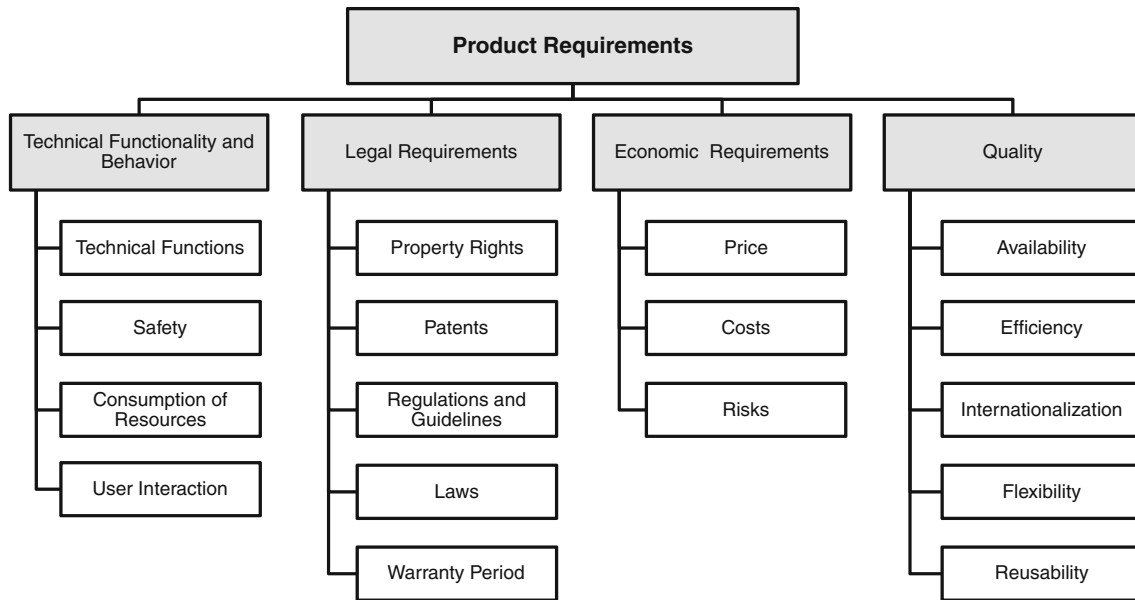 Product Requirements
Technical Functionality and
Behavior
Legal Requirements
Economic Requirements
Quality
Technical Functions
Safety
Consumption of
Resources
User Interaction
Property Rights
Patents
Regulations and
Guidelines
Laws
Warranty Period
Price
Costs
Risks
Availability
Efficiency
Internationalization
Flexibility
Reusability